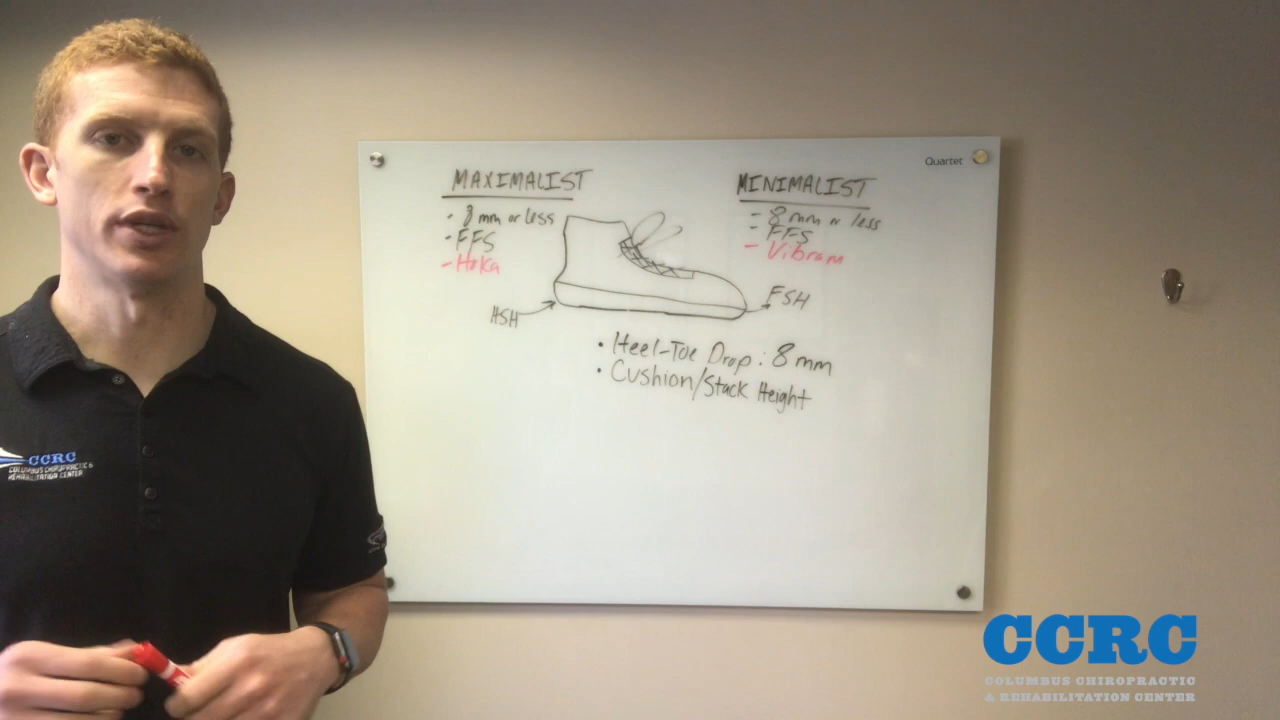 Quartet
MAXIMALIST
- 8 mm or less
- FFS
- Hoka
MINIMALIST
- 8 mm or less
- FFS
- Vibram
HSH
FSH
• Heel-Toe Drop: 8 mm
• Cushion/Stack Height
CCRC
COLUMBUS CHIROPRACTIC &
REHABILITATION CENTER
CCRC
COLUMBUS CHIROPRACTIC
& REHABILITATION CENTER